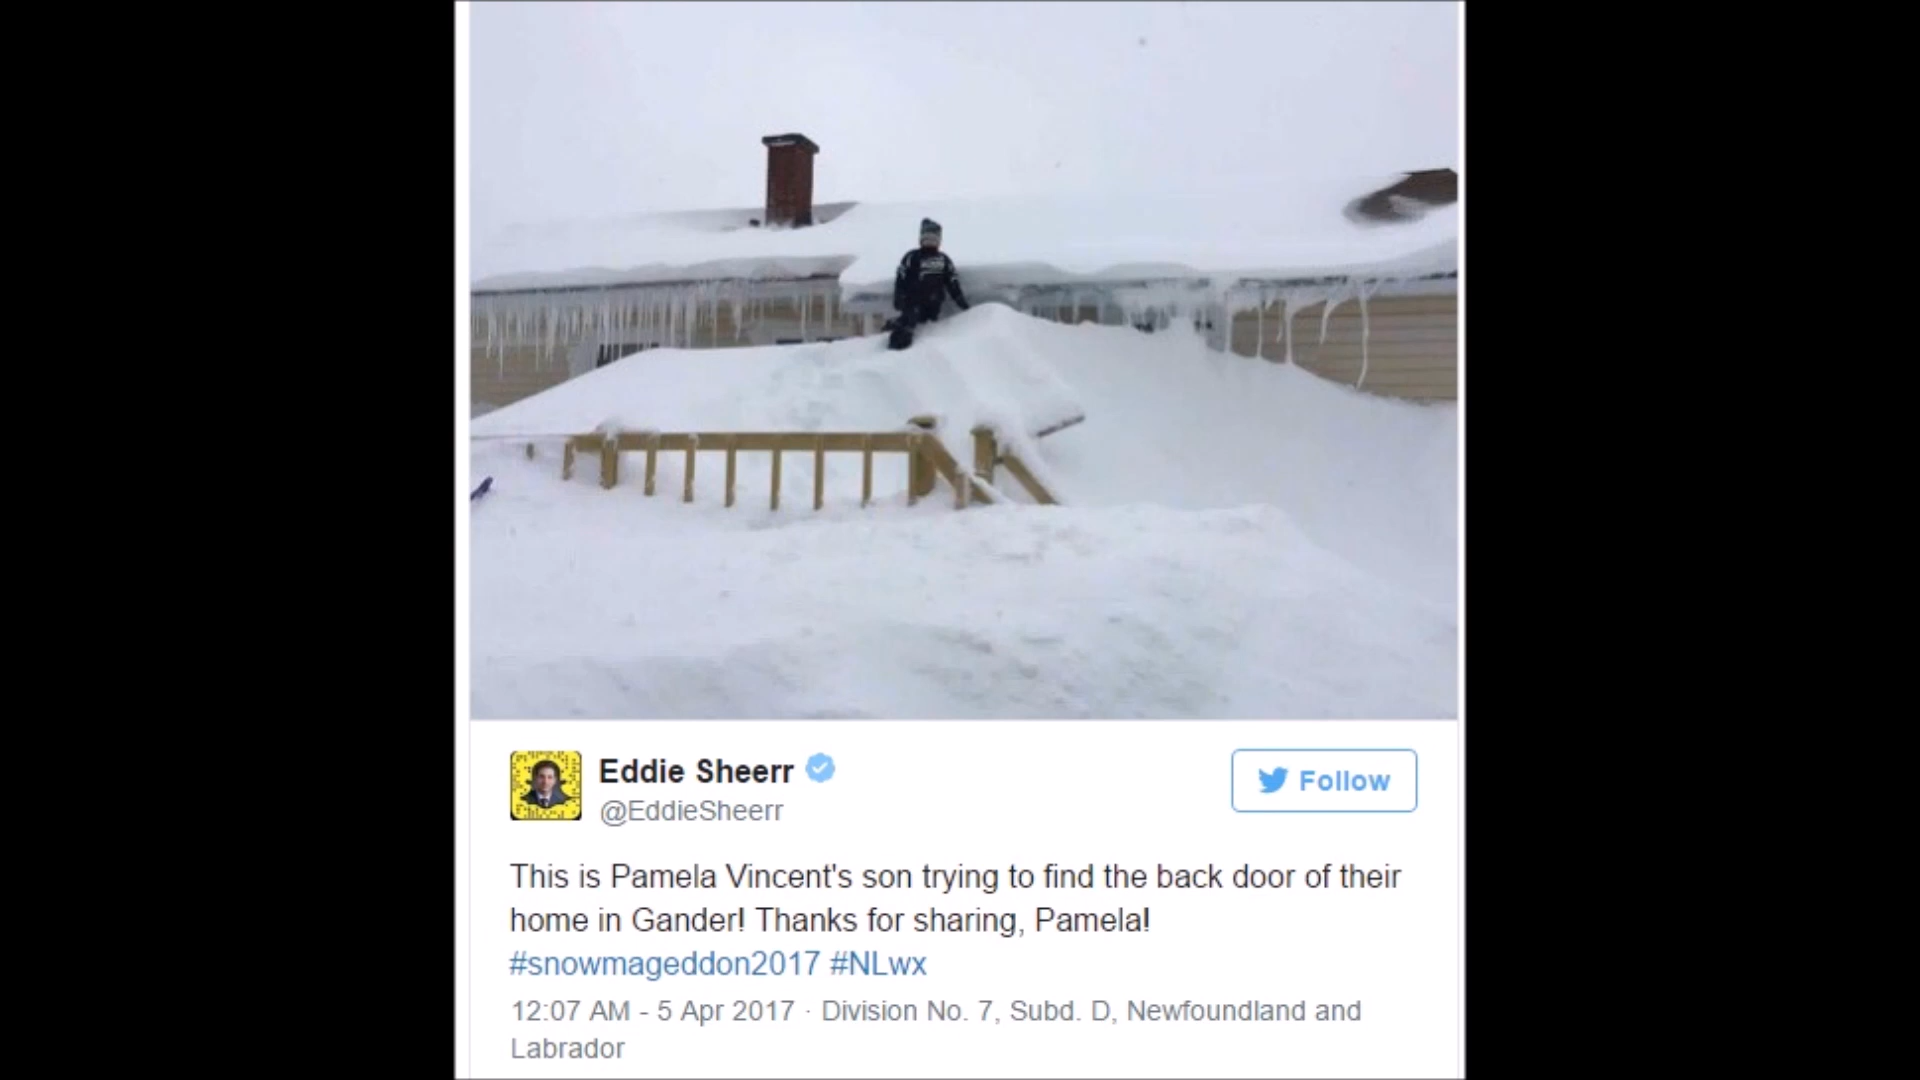 Eddie Sheerr
@EddieSheerr
Follow
This is Pamela Vincent's son trying to find the back door of their
home in Gander! Thanks for sharing, Pamela!
#snowmageddon2017 #NLwx
12:07 AM - 5 Apr 2017 · Division No. 7, Subd. D, Newfoundland and
Labrador